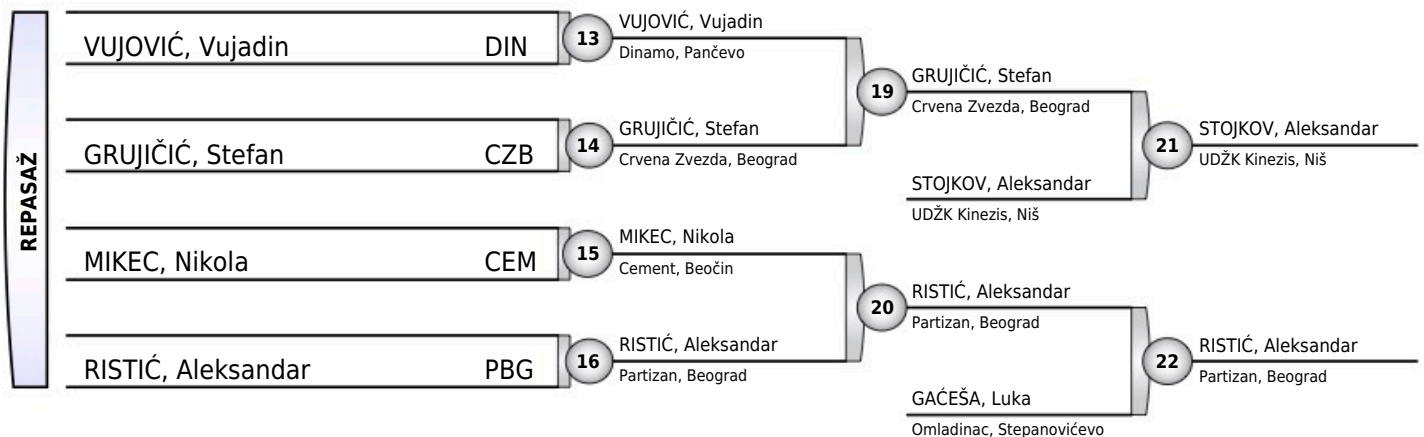 REPASAŽ
VUJOVIĆ, Vujadin DIN
GRUJIČIĆ, Stefan CZB
MIKEC, Nikola CEM
RISTIĆ, Aleksandar PBG
13
VUJOVIĆ, Vujadin
Dinamo, Pančevo
14
GRUJIČIĆ, Stefan
Crvena Zvezda, Beograd
15
MIKEC, Nikola
Cement, Beočin
16
RISTIĆ, Aleksandar
Partizan, Beograd
19
GRUJIČIĆ, Stefan
Crvena Zvezda, Beograd
STOJKOV, Aleksandar
UDŽK Kinezis, Niš
20
RISTIĆ, Aleksandar
Partizan, Beograd
GAĆEŠA, Luka
Omladinac, Stepanovićevo
21
STOJKOV, Aleksandar
UDŽK Kinezis, Niš
22
RISTIĆ, Aleksandar
Partizan, Beograd